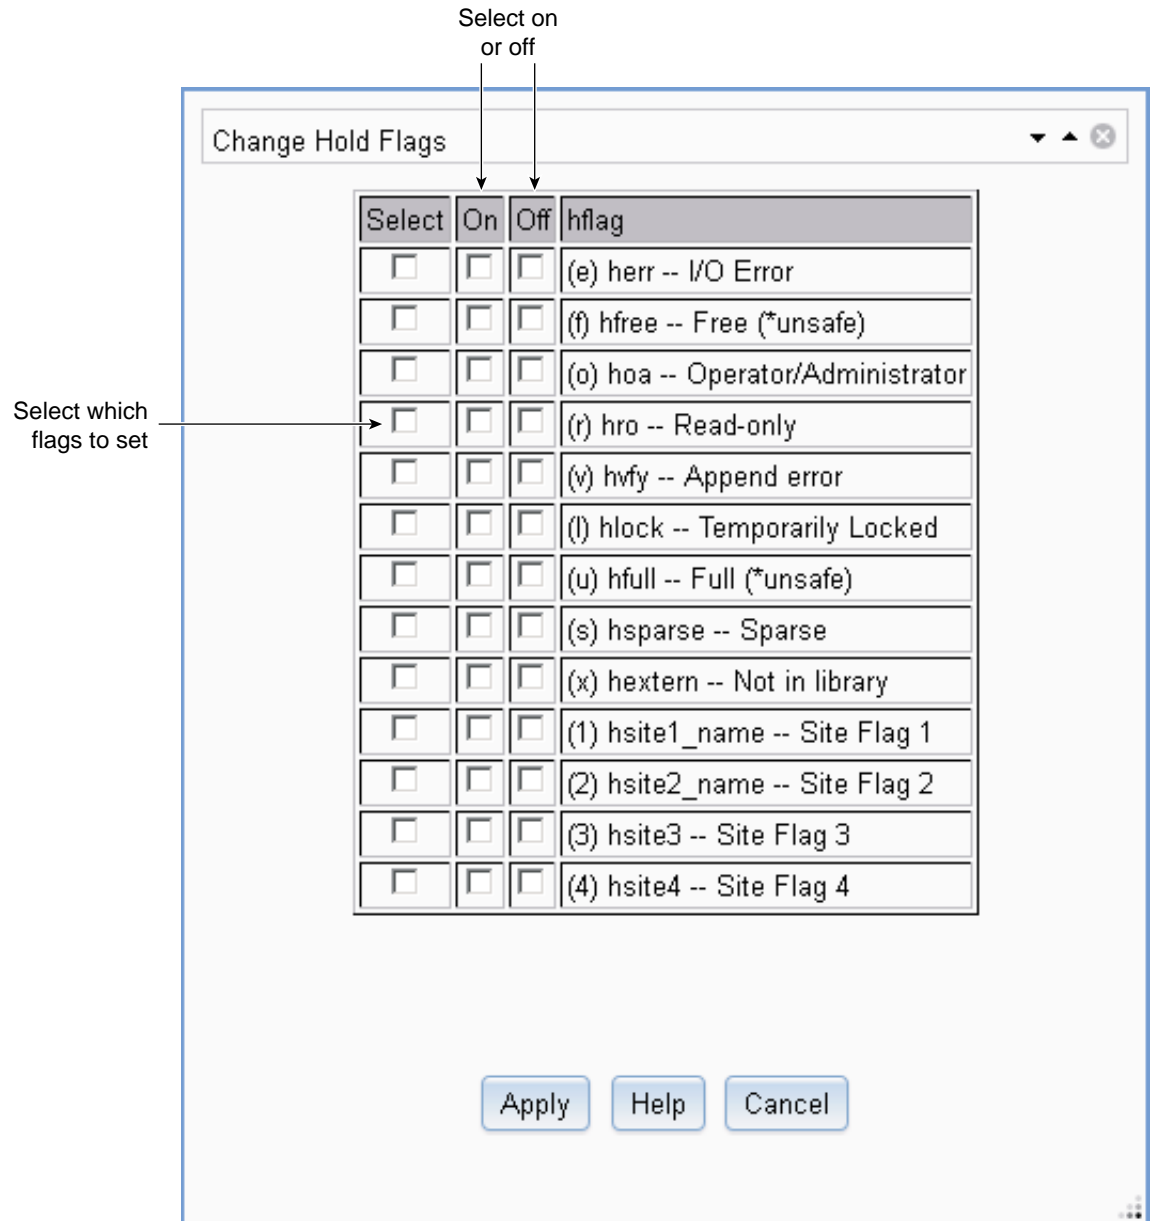 Select on
or off
Change Hold Flags
Select On Off hflag
(e) herr -- I/O Error
(f) hfree -- Free (*unsafe)
(o) hoa -- Operator/Administrator
Select which
flags to set
(r) hro -- Read-only
(v) hvfy -- Append error
(l) hlock -- Temporarily Locked
(u) hfull -- Full (*unsafe)
(s) hsparse -- Sparse
(x) hextern -- Not in library
(1) hsite1_name -- Site Flag 1
(2) hsite2_name -- Site Flag 2
(3) hsite3 -- Site Flag 3
(4) hsite4 -- Site Flag 4
Apply Help Cancel